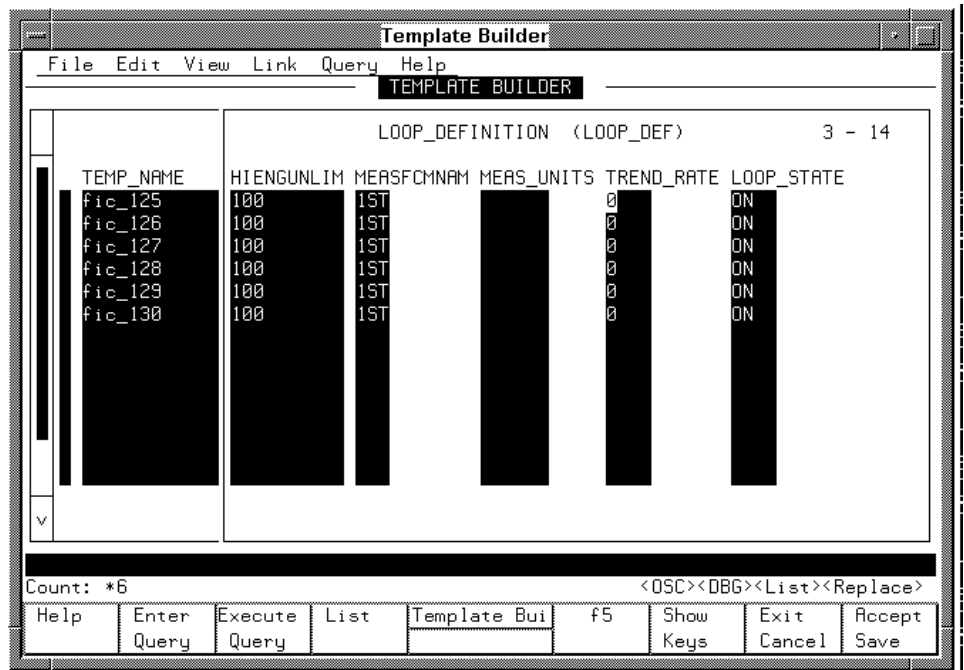 Template Builder
File Edit View Link Query Help
TEMPLATE BUILDER
LOOP_DEFINITION (LOOP_DEF) 3 - 14
TEMP_NAME HIENGUNLIM MEASFCMNAM MEAS_UNITS TREND_RATE LOOP_STATE
fic_125 100 1ST 0 ON
fic_126 100 1ST 0 ON
fic_127 100 1ST 0 ON
fic_128 100 1ST 0 ON
fic_129 100 1ST 0 ON
fic_130 100 1ST 0 ON
v
Count: *6 <OSC><DBG><List><Replace>
Help Enter Execute List Template Bui f5 Show Exit Accept
Query Query Keys Cancel Save